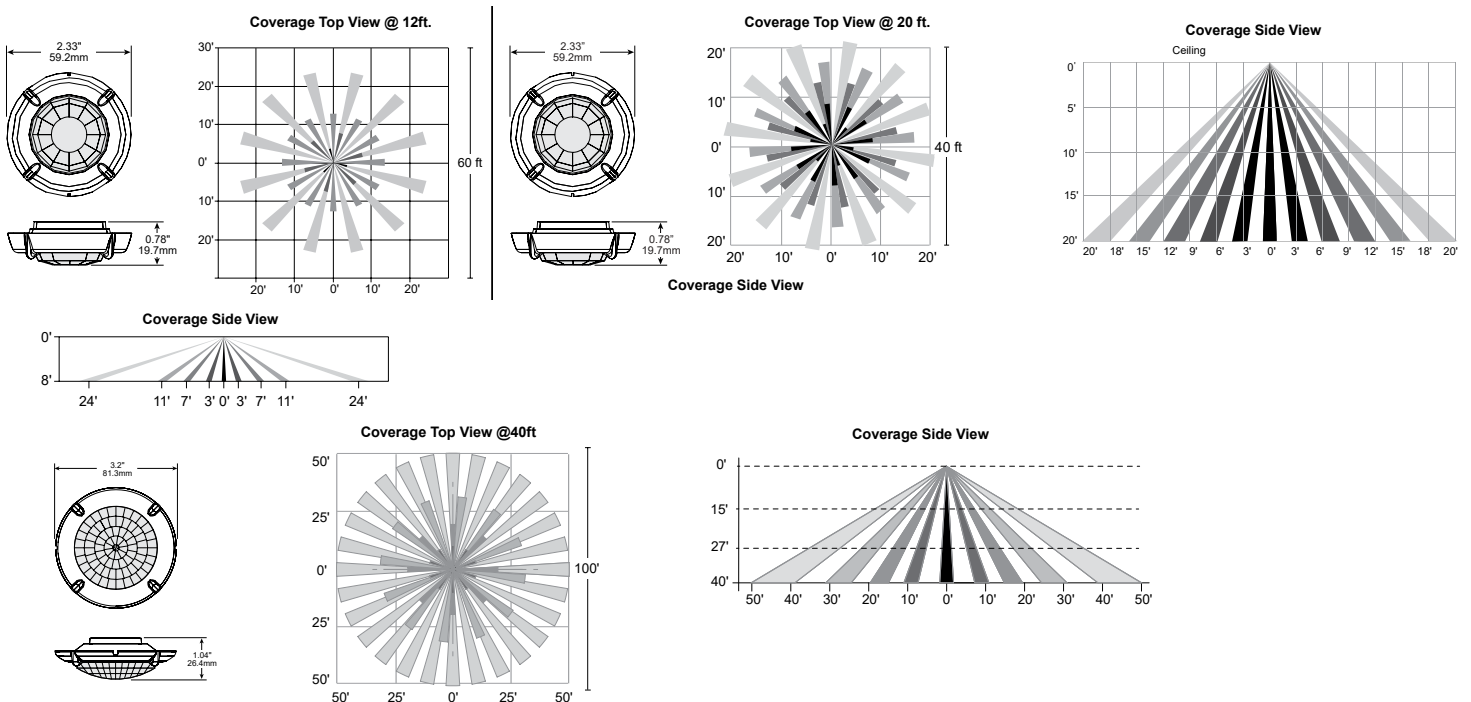 Coverage Top View @ 12ft.
2.33"
59.2mm
30'
20'
10'
0'
10'
20'
20' 10' 0' 10' 20'
60 ft
0.78"
19.7mm
Coverage Side View
0'
8'
24' 11' 7' 3' 0' 3' 7' 11' 24'
Coverage Top View @ 20 ft.
2.33"
59.2mm
20'
10'
0'
10'
20'
20' 10' 0' 10' 20'
40 ft
0.78"
19.7mm
Coverage Side View
Coverage Side View
Ceiling
0'
5'
10'
15'
20'
20' 18' 15' 12' 9' 6' 3' 0' 3' 6' 9' 12' 15' 18' 20'
Coverage Top View @40ft
3.2"
81.3mm
1.04"
26.4mm
50'
25'
0'
25'
50'
50' 25' 0' 25' 50'
100'
Coverage Side View
0'
15'
27'
40'
50' 40' 30' 20' 10' 0' 10' 20' 30' 40' 50'